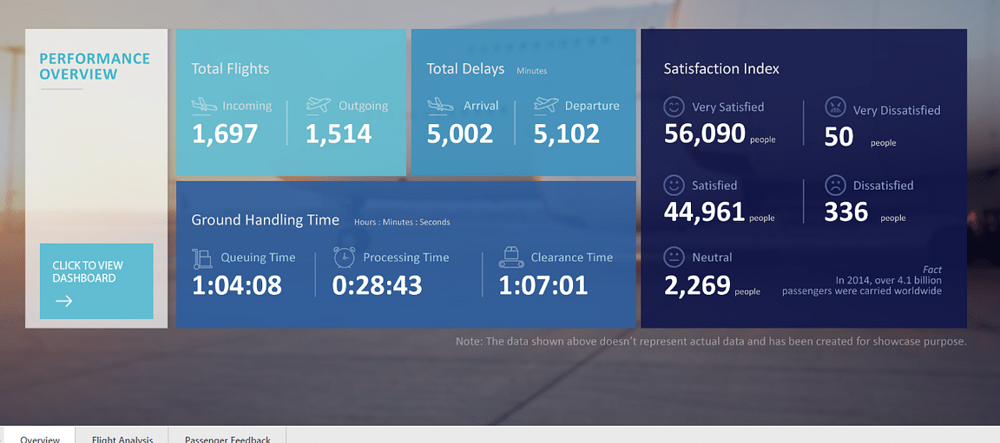 PERFORMANCE
OVERVIEW
CLICK TO VIEW
DASHBOARD
Total Flights
Incoming
1,697
Outgoing
1,514
Total Delays Minutes
Arrival
5,002
Departure
5,102
Ground Handling Time Hours : Minutes : Seconds
Queuing Time
1:04:08
Processing Time
0:28:43
Clearance Time
1:07:01
Satisfaction Index
Very Satisfied
56,090 people
Very Dissatisfied
50 people
Satisfied
44,961 people
Dissatisfied
336 people
Neutral
2,269 people
Fact
In 2014, over 4.1 billion
passengers were carried worldwide
Note: The data shown above doesn't represent actual data and has been created for showcase purpose.
Overview
Flight Analysis
Passenger Feedback